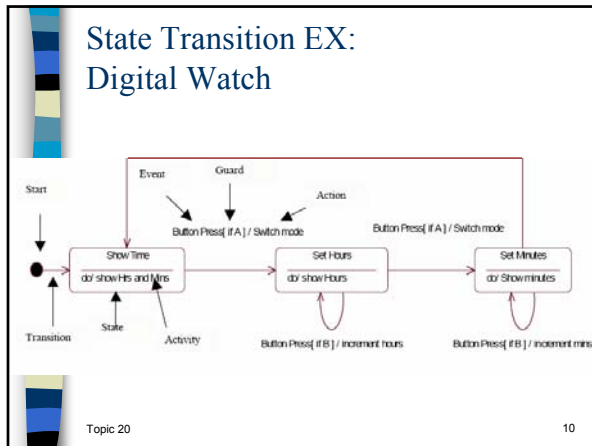 State Transition EX:
Digital Watch
Guard
Event
Action
Start
Button Press[ if A ] / Switch mode
Button Press[ if A ] / Switch mode
Show Time
do/ show Hrs and Mins
Set Hours
do/ show Hours
Set Minutes
do/ Show minutes
State
Transition
Activity
Button Press[ if B ] / increment hours
Button Press[ if B ] / increment mins
Topic 20
10